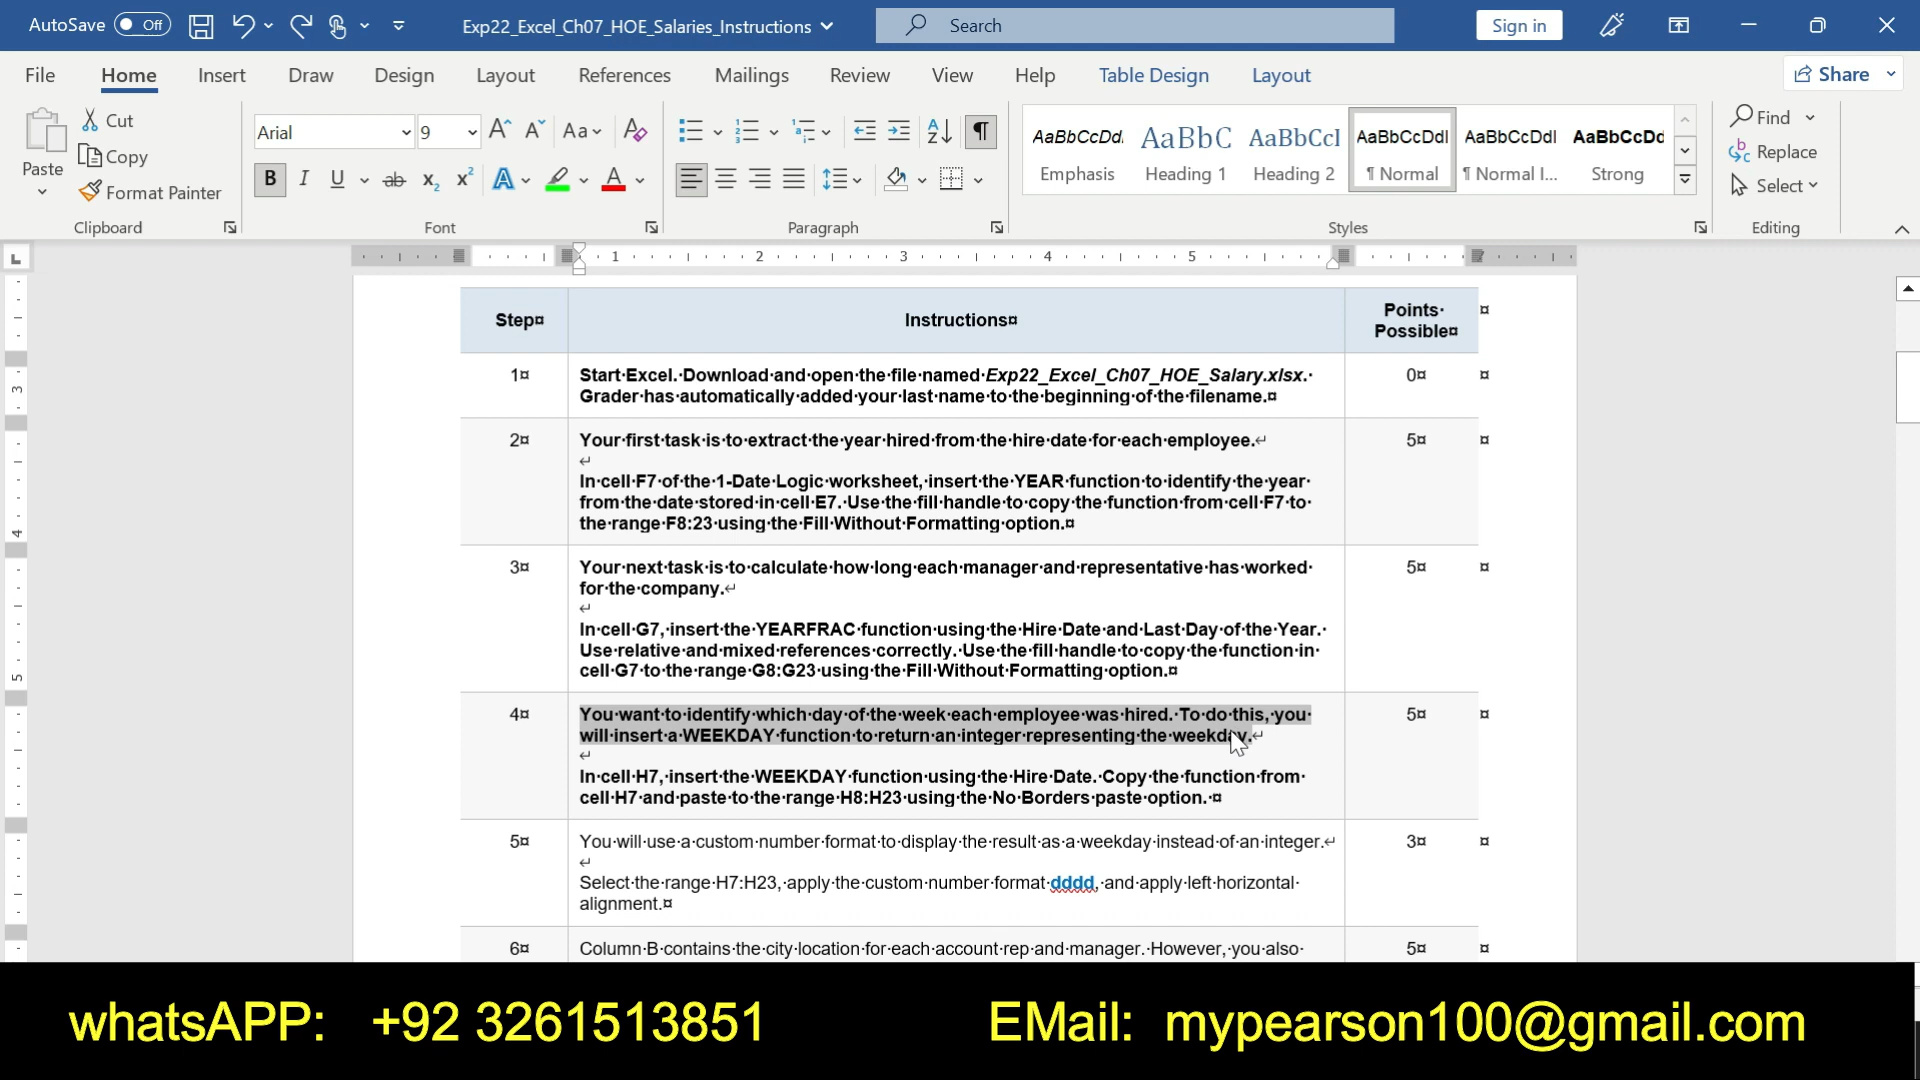 AutoSave Off Exp22_Excel_Ch07_HOE_Salaries_Instructions Search Sign in
File Home Insert Draw Design Layout References Mailings Review View Help Table Design Layout Share
Paste
Cut
Copy
Format Painter
Clipboard
Arial 9
Font
Paragraph
AaBbCcDd. AaBbC AaBbCcI AaBbCcDdI AaBbCcDdI AaBbCcDd
Emphasis Heading 1 Heading 2 ¶ Normal ¶ Normal I... Strong
Styles
Find
Replace
Select
Editing
1 2 3 4 5 7
Step¤ Instructions¤ Points·
Possible¤ ¤
1¤ Start·Excel.·Download·and·open·the·file·named·Exp22_Excel_Ch07_HOE_Salary.xlsx.· 0¤ ¤
Grader·has·automatically·added·your·last·name·to·the·beginning·of·the·filename.¤
2¤ Your·first·task·is·to·extract·the·year·hired·from·the·hire·date·for·each·employee.↵ 5¤ ¤
↵
In·cell·F7·of·the·1-Date·Logic·worksheet,·insert·the·YEAR·function·to·identify·the·year·
from·the·date·stored·in·cell·E7.·Use·the·fill·handle·to·copy·the·function·from·cell·F7·to·
the·range·F8:23·using·the·Fill·Without·Formatting·option.¤
3¤ Your·next·task·is·to·calculate·how·long·each·manager·and·representative·has·worked· 5¤ ¤
for·the·company.↵
↵
In·cell·G7,·insert·the·YEARFRAC·function·using·the·Hire·Date·and·Last·Day·of·the·Year.·
Use·relative·and·mixed·references·correctly.·Use·the·fill·handle·to·copy·the·function·in·
cell·G7·to·the·range·G8:G23·using·the·Fill·Without·Formatting·option.¤
4¤ You·want·to·identify·which·day·of·the·week·each·employee·was·hired.·To·do·this,·you· 5¤ ¤
will·insert·a·WEEKDAY·function·to·return·an·integer·representing·the·weekday.↵
↵
In·cell·H7,·insert·the·WEEKDAY·function·using·the·Hire·Date.·Copy·the·function·from·
cell·H7·and·paste·to·the·range·H8:H23·using·the·No·Borders·paste·option.·¤
5¤ You·will·use·a·custom·number·format·to·display·the·result·as·a·weekday·instead·of·an·integer.↵ 3¤ ¤
↵
Select·the·range·H7:H23,·apply·the·custom·number·format·dddd,·and·apply·left·horizontal·
alignment.¤
6¤ Column·B·contains·the·city·location·for·each·account·rep·and·manager.·However,·you·also· 5¤ ¤
3
4
5
whatsAPP: +92 3261513851 EMail: mypearson100@gmail.com